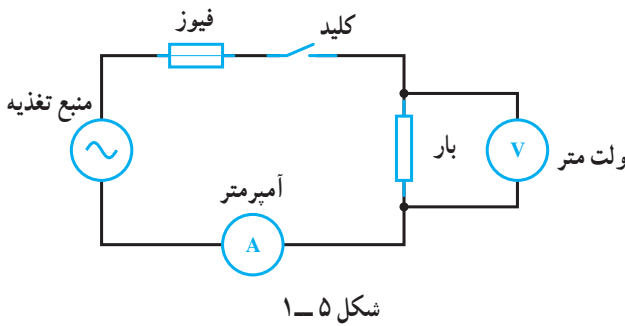 فیوز
کلید
منبع تغذیه
بار
V
ولت متر
آمپرمتر
A
شکل ۵ ــ ۱